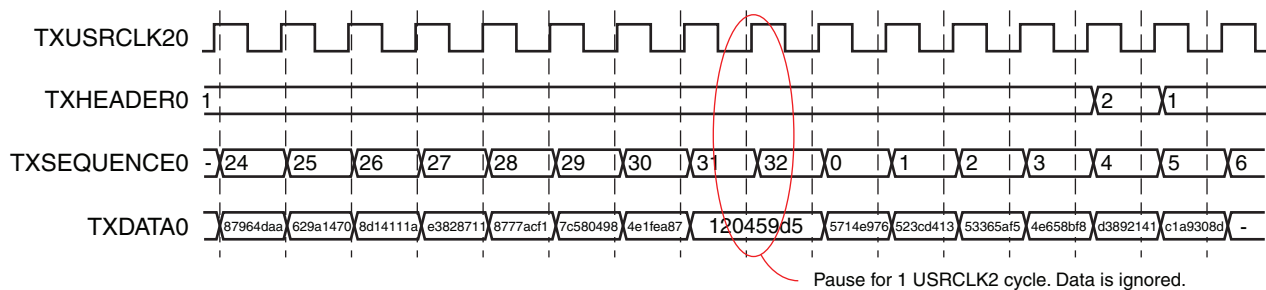 TXUSRCLK20
TXHEADER0 1 2 1
TXSEQUENCE0 - 24 25 26 27 28 29 30 31 32 0 1 2 3 4 5 6
TXDATA0 87964daa 629a1470 8d14111a e3828711 8777acf1 7c580498 4e1fea87 120459d5 5714e976 523cd413 53365af5 4e658bf8 d3892141 c1a9308d -
Pause for 1 USRCLK2 cycle. Data is ignored.